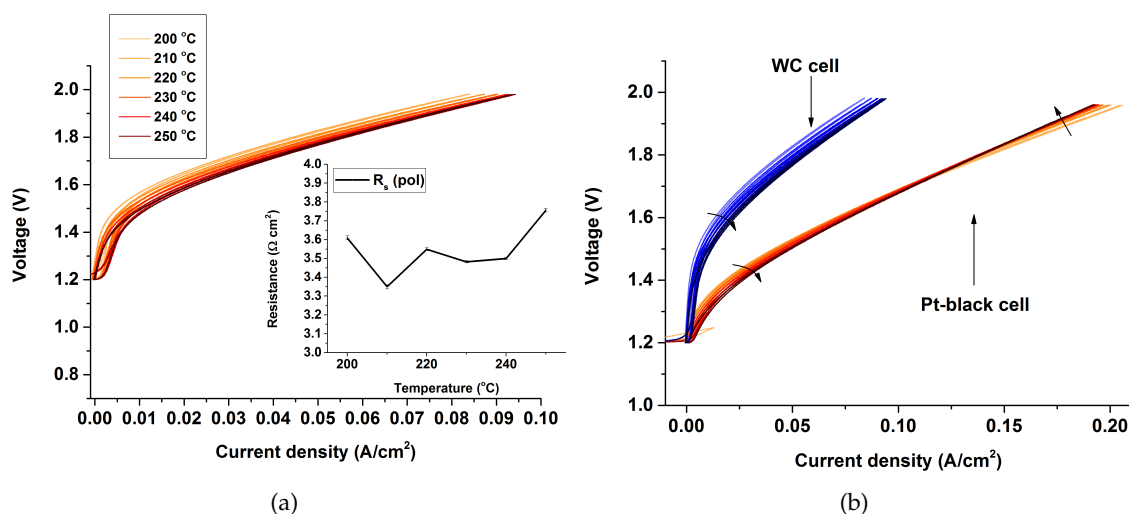 200 °C
210 °C
220 °C
230 °C
240 °C
250 °C
2.0
1.8
1.6
1.4
1.2
1.0
0.8
Voltage (V)
0.00 0.01 0.02 0.03 0.04 0.05 0.06 0.07 0.08 0.09 0.10
Current density (A/cm²)
Rs (pol)
4.0
3.9
3.8
3.7
3.6
3.5
3.4
3.3
3.2
3.1
3.0
Resistance (Ω cm²)
200 220 240
Temperature (°C)
(a)
WC cell
Pt-black cell
2.0
1.8
1.6
1.4
1.2
1.0
Voltage (V)
0.00 0.05 0.10 0.15 0.20
Current density (A/cm²)
(b)